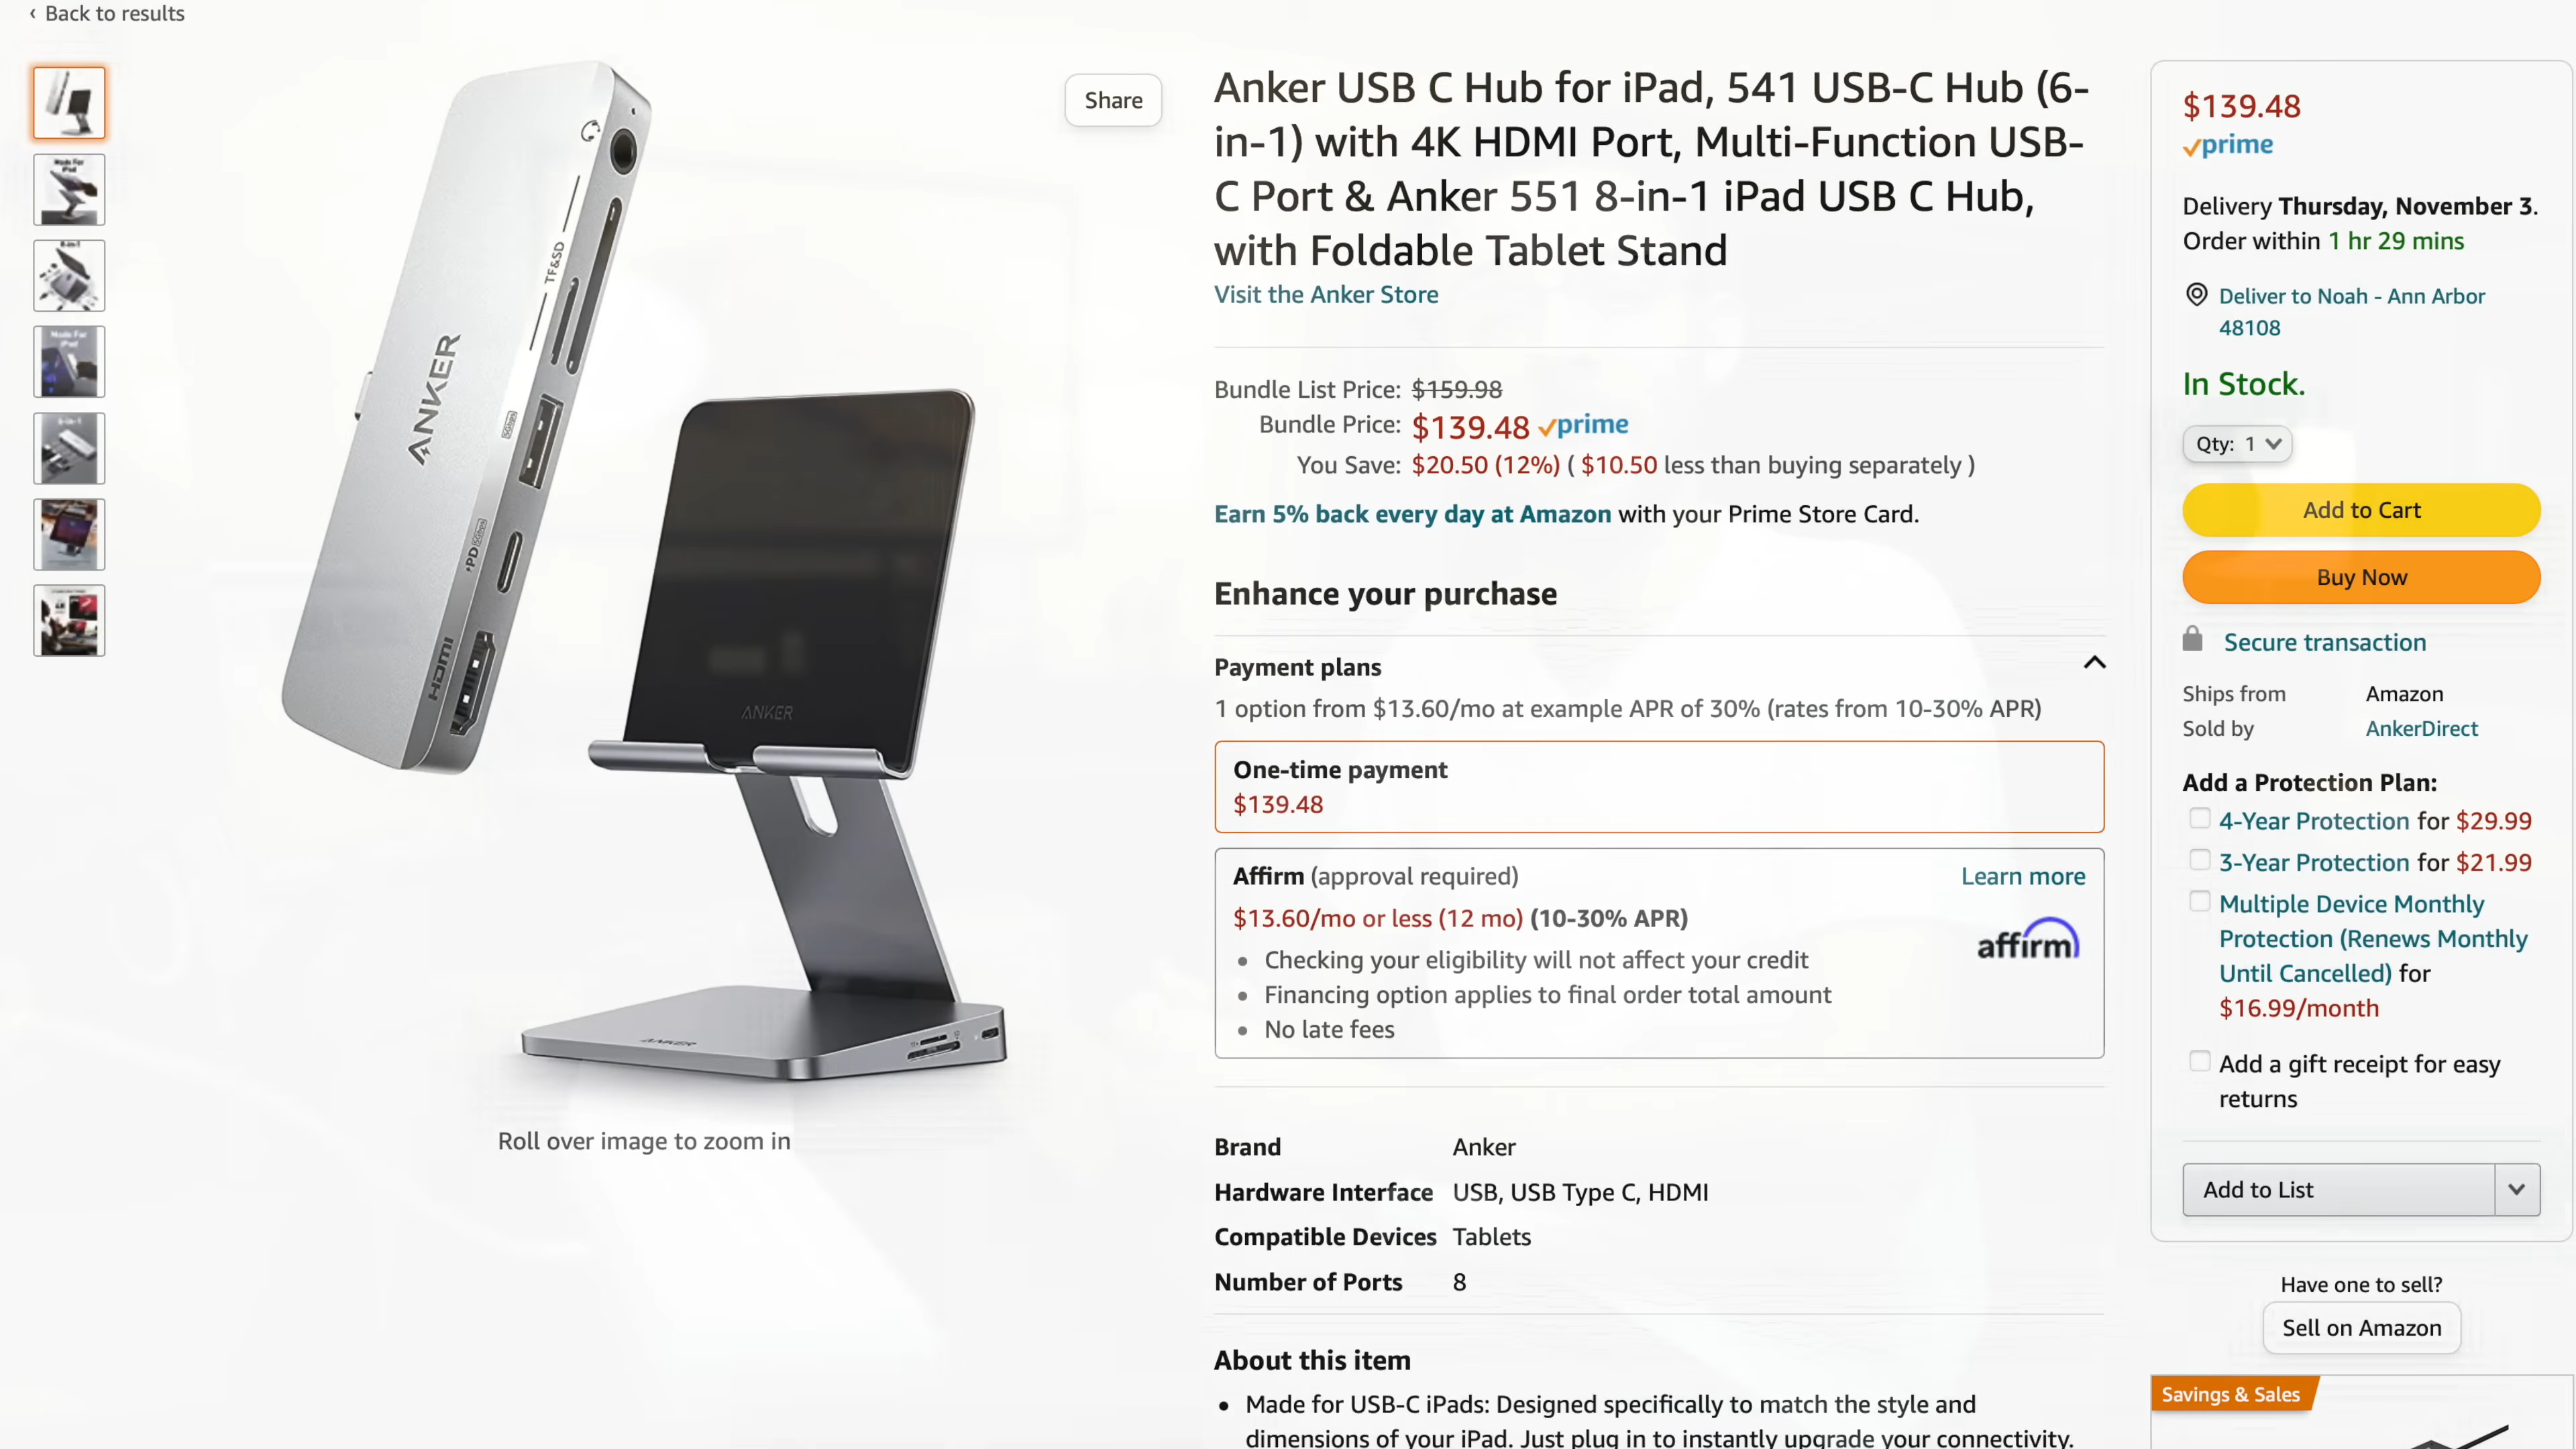 ‹ Back to results
Share
TF&SD
ANKER
5Gbps
PD 5Gbps
HDMI
ANKER
ANKER
Roll over image to zoom in
Anker USB C Hub for iPad, 541 USB-C Hub (6-
in-1) with 4K HDMI Port, Multi-Function USB-
C Port & Anker 551 8-in-1 iPad USB C Hub,
with Foldable Tablet Stand
Visit the Anker Store
Bundle List Price: $159.98
Bundle Price: $139.48 prime
You Save: $20.50 (12%) ( $10.50 less than buying separately )
Earn 5% back every day at Amazon with your Prime Store Card.
Enhance your purchase
Payment plans
1 option from $13.60/mo at example APR of 30% (rates from 10-30% APR)
One-time payment
$139.48
Affirm (approval required) Learn more
$13.60/mo or less (12 mo) (10-30% APR)
affirm
• Checking your eligibility will not affect your credit
• Financing option applies to final order total amount
• No late fees
Brand Anker
Hardware Interface USB, USB Type C, HDMI
Compatible Devices Tablets
Number of Ports 8
About this item
• Made for USB-C iPads: Designed specifically to match the style and
dimensions of your iPad. Just plug in to instantly upgrade your connectivity.
$139.48
prime
Delivery Thursday, November 3.
Order within 1 hr 29 mins
Deliver to Noah - Ann Arbor
48108
In Stock.
Qty: 1
Add to Cart
Buy Now
Secure transaction
Ships from Amazon
Sold by AnkerDirect
Add a Protection Plan:
4-Year Protection for $29.99
3-Year Protection for $21.99
Multiple Device Monthly
Protection (Renews Monthly
Until Cancelled) for
$16.99/month
Add a gift receipt for easy
returns
Add to List
Have one to sell?
Sell on Amazon
Savings & Sales